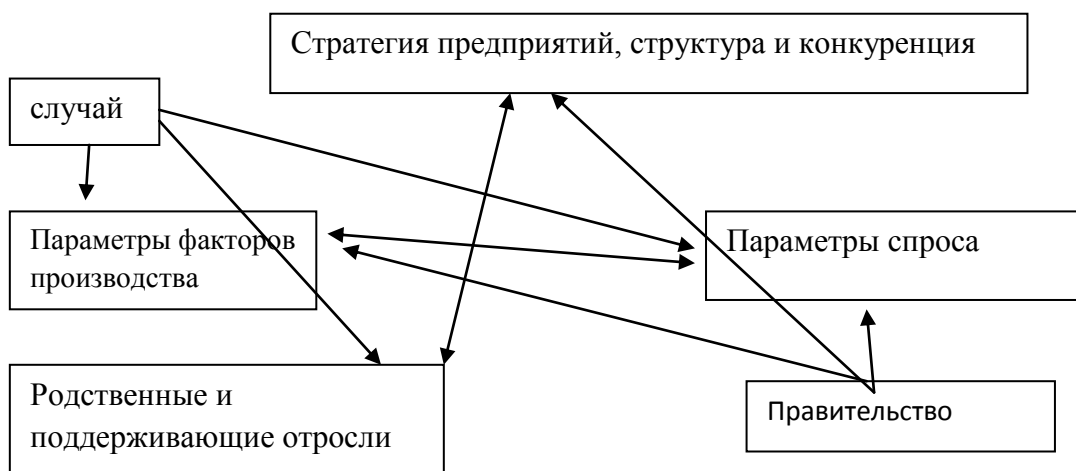 Стратегия предприятий, структура и конкуренция
случай
Параметры факторов
производства
Параметры спроса
Родственные и
поддерживающие отросли
Правительство